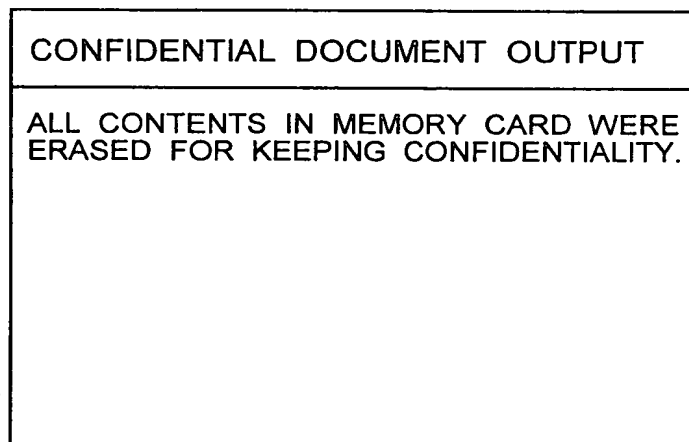 CONFIDENTIAL DOCUMENT OUTPUT
ALL CONTENTS IN MEMORY CARD WERE
ERASED FOR KEEPING CONFIDENTIALITY.